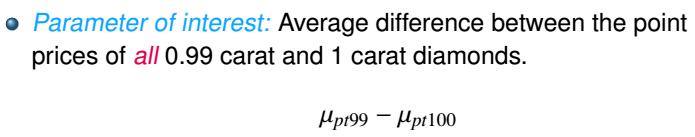 Parameter of interest: Average difference between the point
prices of all 0.99 carat and 1 carat diamonds.
μpt99 − μpt100